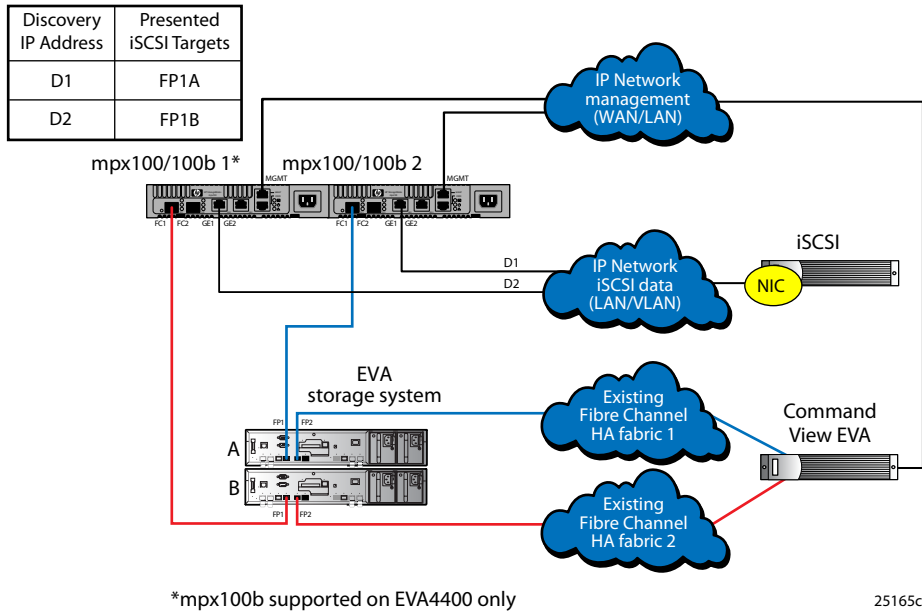 Discovery
IP Address
Presented
iSCSI Targets
D1
FP1A
D2
FP1B
mpx100/100b 1*
mpx100/100b 2
MGMT
MGMT
FC1
FC2
GE1
GE2
FC1
FC2
GE1
GE2
IP Network
management
(WAN/LAN)
D1
D2
IP Network
iSCSI data
(LAN/VLAN)
iSCSI
NIC
EVA
storage system
FP1
FP2
A
B
FP1
FP2
Existing
Fibre Channel
HA fabric 1
Command
View EVA
Existing
Fibre Channel
HA fabric 2
*mpx100b supported on EVA4400 only
25165c